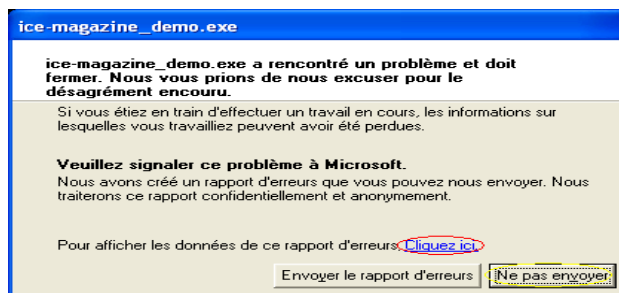 ice-magazine_demo.exe
ice-magazine_demo.exe a rencontré un problème et doit
fermer. Nous vous prions de nous excuser pour le
désagrément encouru.
Si vous étiez en train d'effectuer un travail en cours, les informations sur
lesquelles vous travailliez peuvent avoir été perdues.
Veuillez signaler ce problème à Microsoft.
Nous avons créé un rapport d'erreurs que vous pouvez nous envoyer. Nous
traiterons ce rapport confidentiellement et anonymement.
Pour afficher les données de ce rapport d'erreurs, Cliquez ici.
Envoyer le rapport d'erreurs Ne pas envoyer